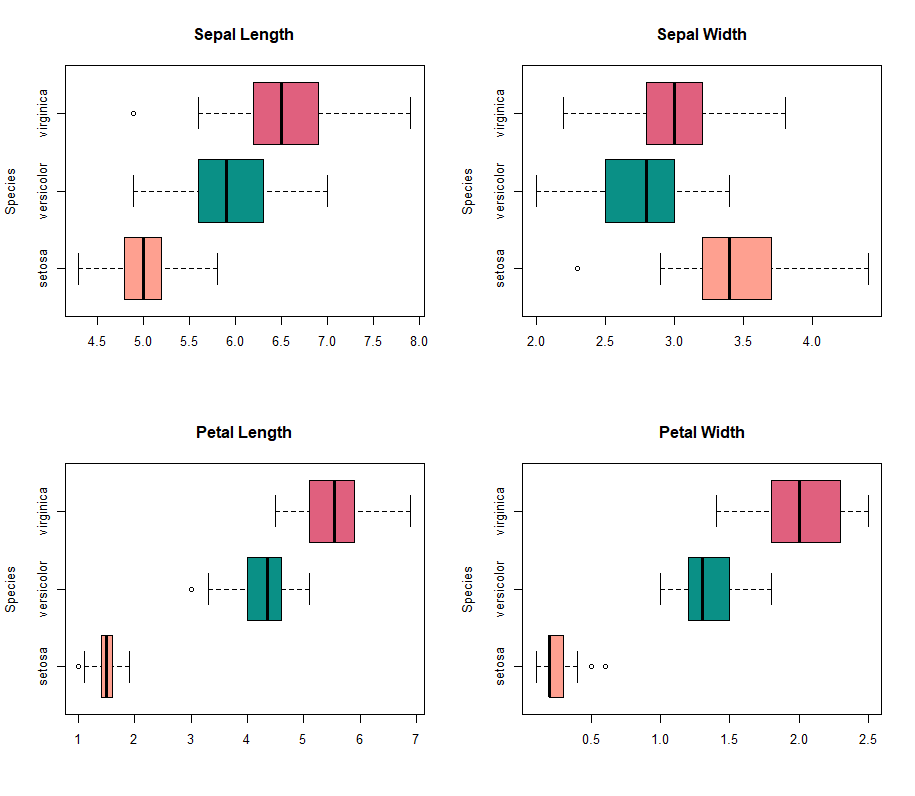 Sepal Length
Species
virginica
versicolor
setosa
4.5 5.0 5.5 6.0 6.5 7.0 7.5 8.0
Sepal Width
Species
virginica
versicolor
setosa
2.0 2.5 3.0 3.5 4.0
Petal Length
Species
virginica
versicolor
setosa
1 2 3 4 5 6 7
Petal Width
Species
virginica
versicolor
setosa
0.5 1.0 1.5 2.0 2.5